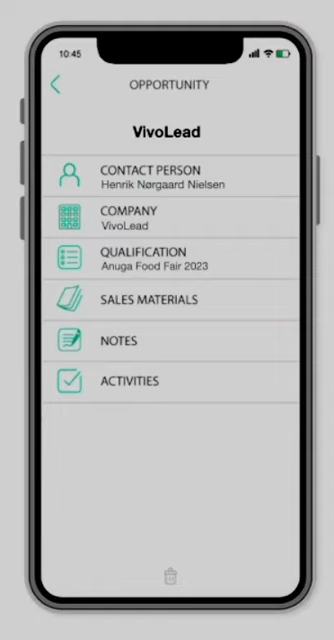 10:45
OPPORTUNITY
VivoLead
CONTACT PERSON
Henrik Nørgaard Nielsen
COMPANY
VivoLead
QUALIFICATION
Anuga Food Fair 2023
SALES MATERIALS
NOTES
ACTIVITIES